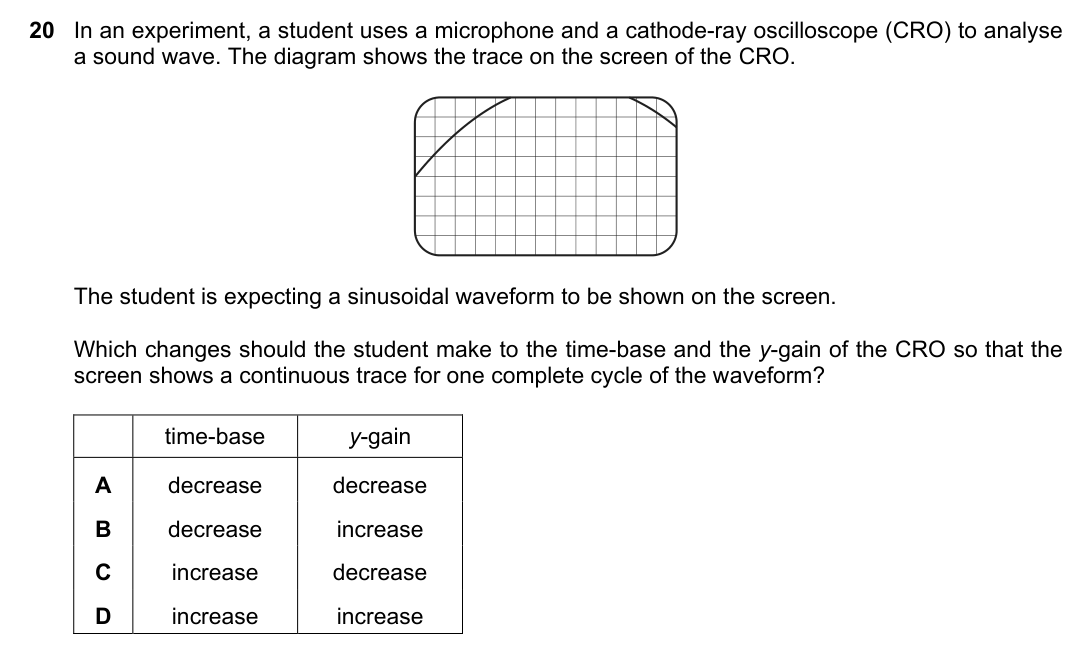 20 In an experiment, a student uses a microphone and a cathode-ray oscilloscope (CRO) to analyse
a sound wave. The diagram shows the trace on the screen of the CRO.
The student is expecting a sinusoidal waveform to be shown on the screen.
Which changes should the student make to the time-base and the y-gain of the CRO so that the
screen shows a continuous trace for one complete cycle of the waveform?
time-base y-gain
A decrease decrease
B decrease increase
C increase decrease
D increase increase